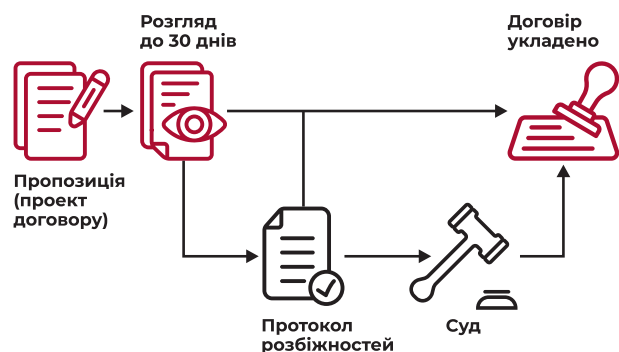 Розгляд
до 30 днів
Договір
укладено
Пропозиція
(проект
договору)
Протокол
розбіжностей
Суд